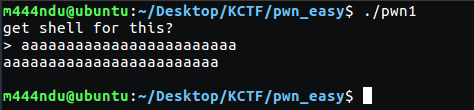 m444ndu@ubuntu:~/Desktop/KCTF/pwn_easy$ ./pwn1
get shell for this?
> aaaaaaaaaaaaaaaaaaaaaaaa
aaaaaaaaaaaaaaaaaaaaaaaa
m444ndu@ubuntu:~/Desktop/KCTF/pwn_easy$